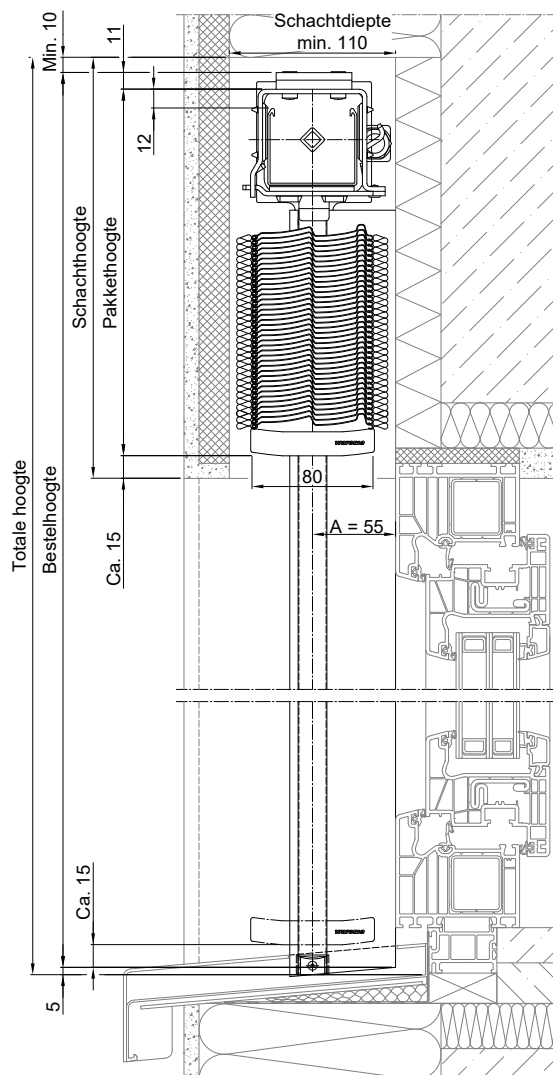 Schachtdiepte
min. 110
Min. 10
11
12
Schachthoogte
Pakkethoogte
Totale hoogte
Bestelhoogte
80
A = 55
Ca. 15
Ca. 15
5